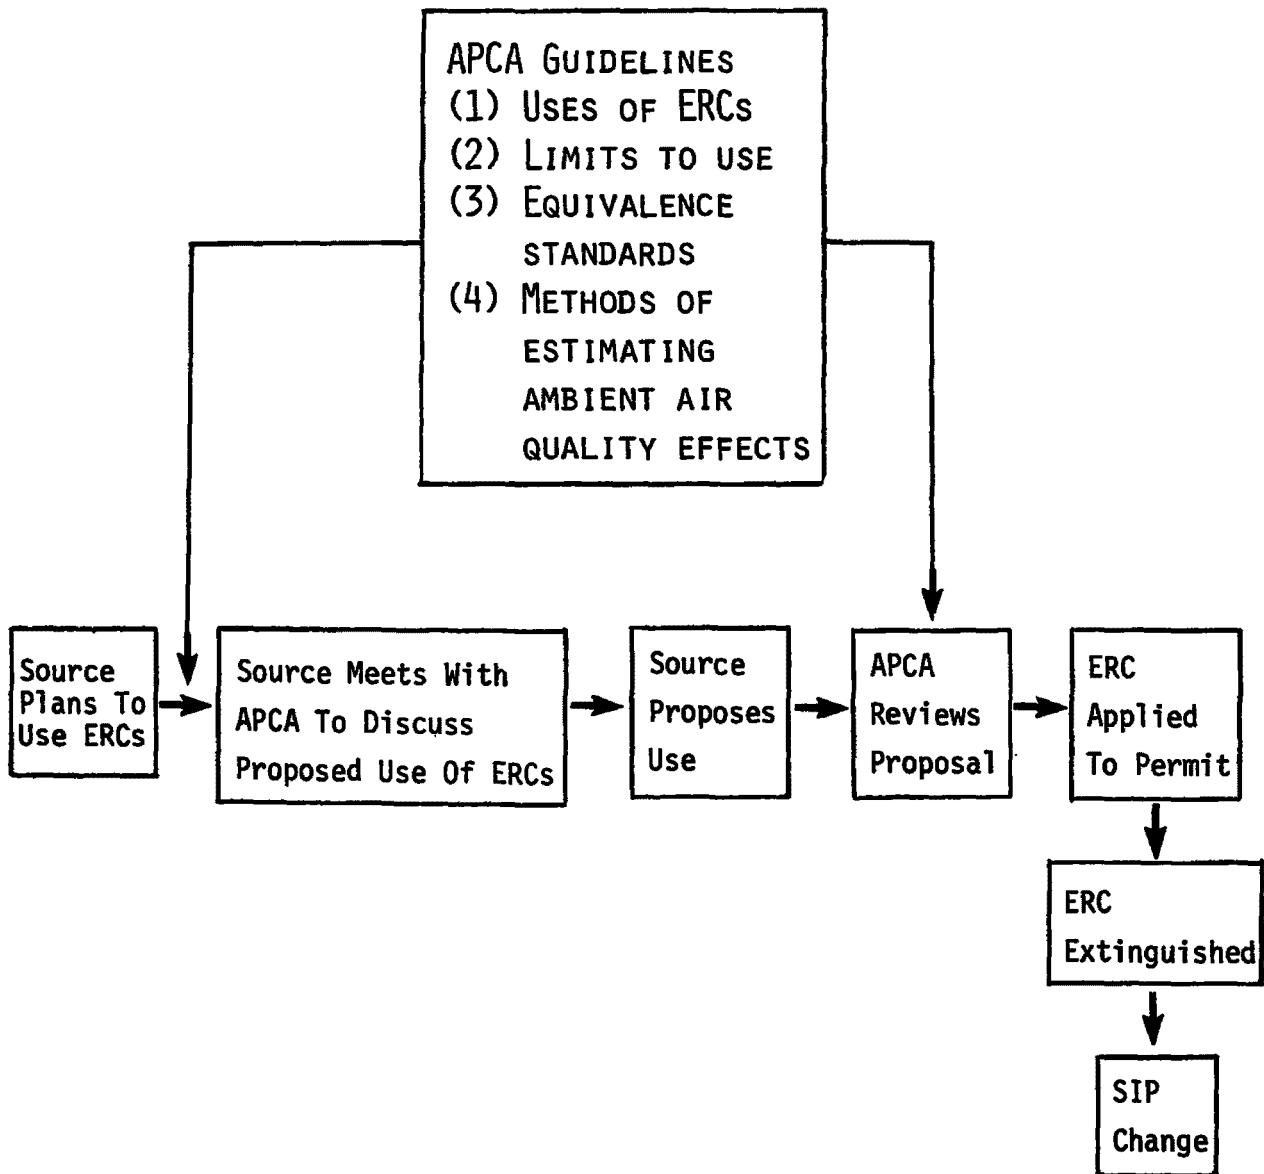 APCA GUIDELINES
(1) USES OF ERCs
(2) LIMITS TO USE
(3) EQUIVALENCE
STANDARDS
(4) METHODS OF
ESTIMATING
AMBIENT AIR
QUALITY EFFECTS
Source
Plans To
Use ERCs
Source Meets With
APCA To Discuss
Proposed Use Of ERCs
Source
Proposes
Use
APCA
Reviews
Proposal
ERC
Applied
To Permit
ERC
Extinguished
SIP
Change